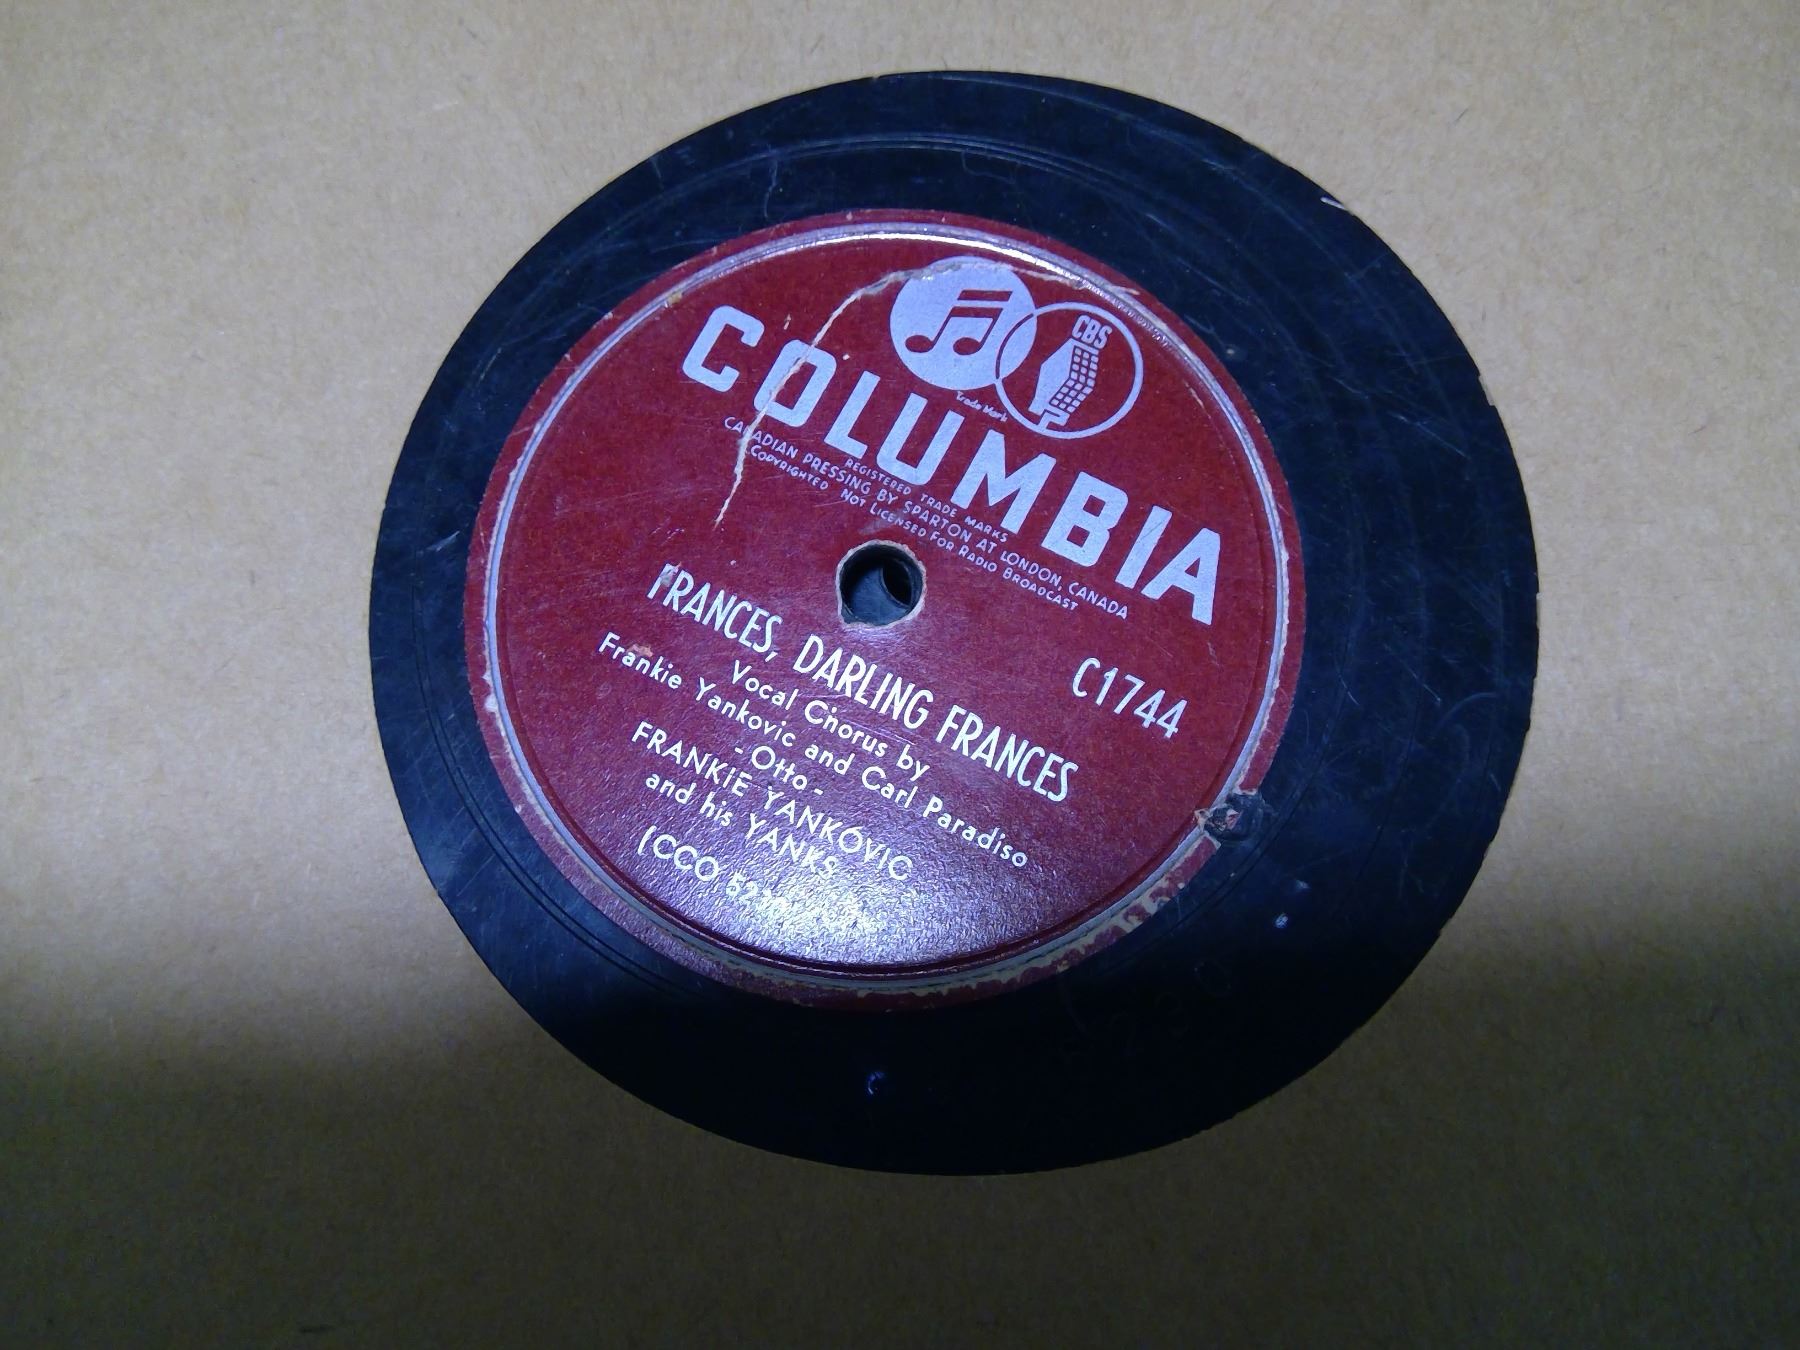 CBS
Trade Mark
COLUMBIA
REGISTERED TRADE MARKS
CANADIAN PRESSING BY SPARTON AT LONDON, CANADA
COPYRIGHTED NOT LICENSED FOR RADIO BROADCAST
C1744
FRANCES, DARLING FRANCES
Vocal Chorus by
Frankie Yankovic and Carl Paradiso
- Otto -
FRANKIE YANKOVIC
and his YANKS
(CCO